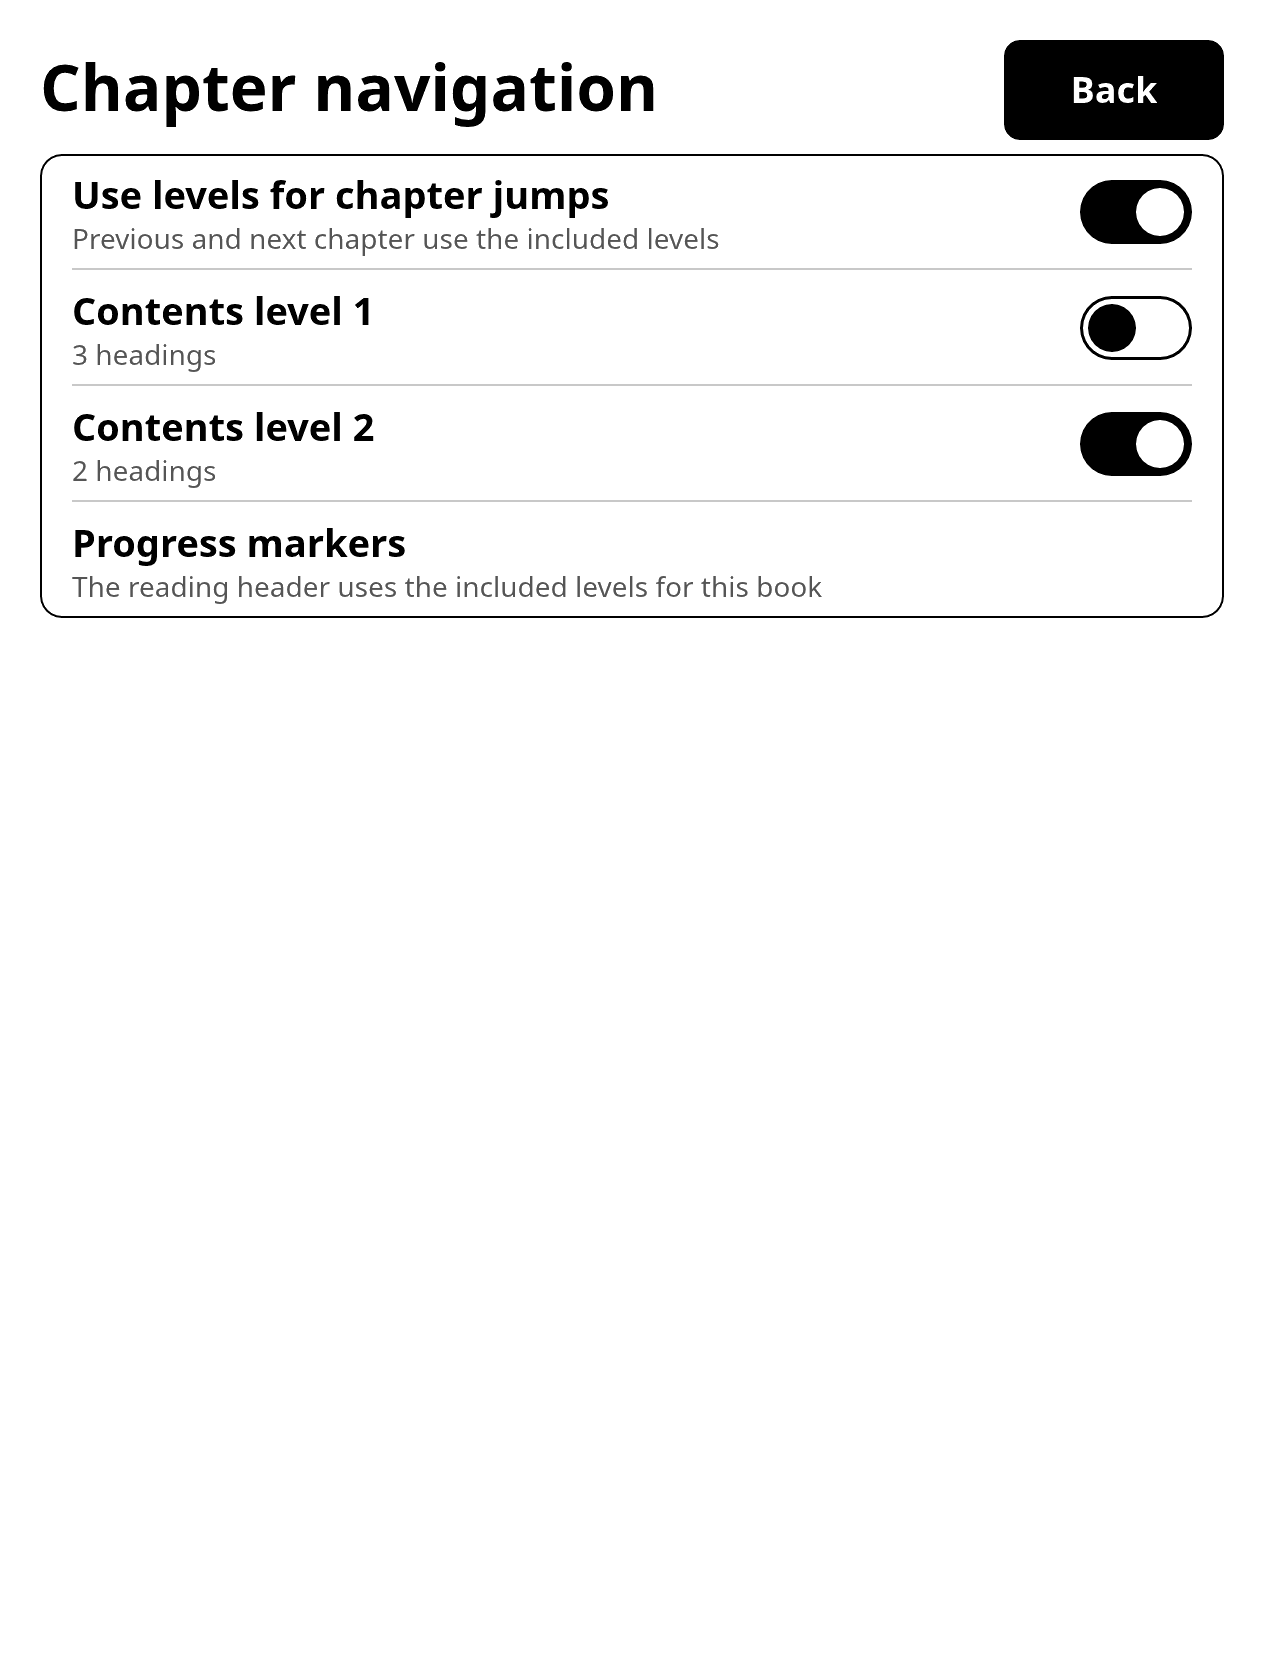 Chapter navigation
Back
Use levels for chapter jumps
Previous and next chapter use the included levels
Contents level 1
3 headings
Contents level 2
2 headings
Progress markers
The reading header uses the included levels for this book